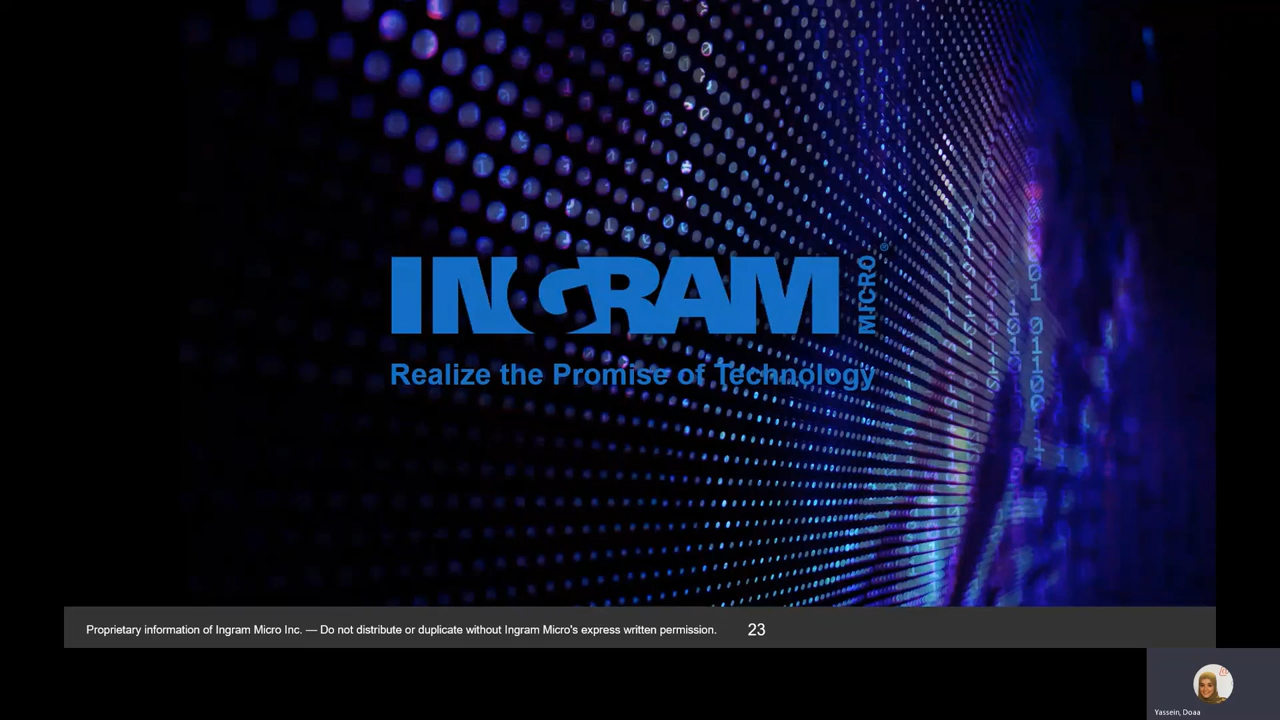 INGRAM
MICRO
®
Realize the Promise of Technology
Proprietary information of Ingram Micro Inc. — Do not distribute or duplicate without Ingram Micro's express written permission.
23
Yassein, Doaa